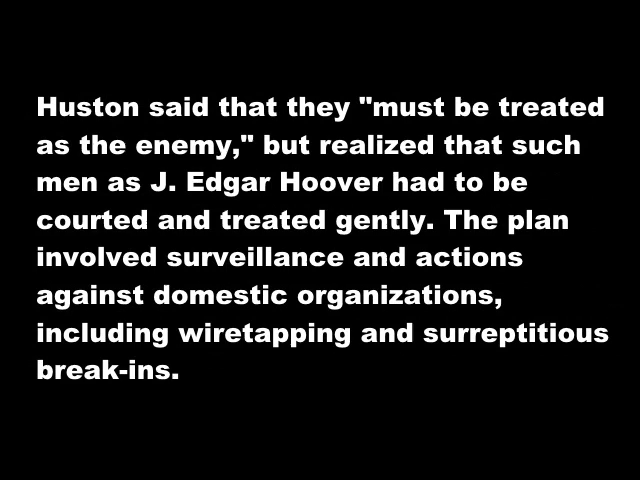 Huston said that they "must be treated
as the enemy," but realized that such
men as J. Edgar Hoover had to be
courted and treated gently. The plan
involved surveillance and actions
against domestic organizations,
including wiretapping and surreptitious
break-ins.